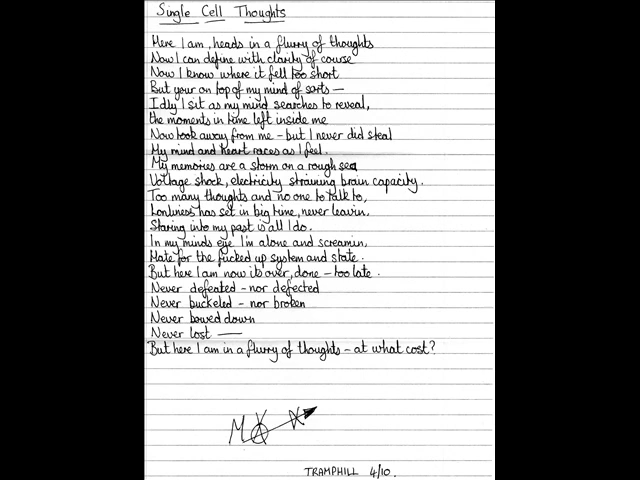 Single Cell Thoughts
Here I am, heads in a flurry of thoughts
Now I can define with clarity of course
Now I know where it fell too short
But your on top of my mind of sorts —
Idly I sit as my mind searches to reveal,
the moments in time left inside me
Now took away from me - but I never did steal
My mind and heart races as I feel.
My memories are a storm on a rough sea
Voltage shock, electricity, straining brain capacity.
Too many thoughts and no one to talk to,
Lonliness has set in big time, never leavin.
Staring into my past is all I do.
In my minds eye I'm alone and screamin,
Hate for the fucked up system and state.
But here I am now its over, done - too late.
Never defeated - nor defected
Never buckeled - nor broken
Never bowed down
Never lost —
But here I am in a flurry of thoughts - at what cost?
TRAMPHILL 4/10.